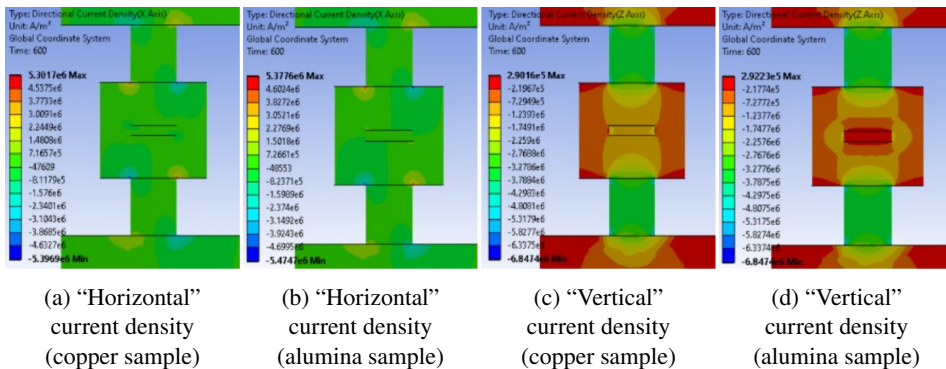 Type: Directional Current Density(X Axis)
Unit: A/m²
Global Coordinate System
Time: 600
5.3017e6 Max
4.5375e6
3.7733e6
3.0091e6
2.2449e6
1.4808e6
7.1657e5
-47609
-8.1179e5
-1.576e6
-2.3401e6
-3.1043e6
-3.8685e6
-4.6327e6
-5.3969e6 Min
(a) “Horizontal”
current density
(copper sample)
Type: Directional Current Density(X Axis)
Unit: A/m²
Global Coordinate System
Time: 600
5.3776e6 Max
4.6024e6
3.8272e6
3.0521e6
2.2769e6
1.5018e6
7.2661e5
-48553
-8.2371e5
-1.5989e6
-2.374e6
-3.1492e6
-3.9243e6
-4.6995e6
-5.4747e6 Min
(b) “Horizontal”
current density
(alumina sample)
Type: Directional Current Density(Z Axis)
Unit: A/m²
Global Coordinate System
Time: 600
2.9016e5 Max
-2.1967e5
-7.2949e5
-1.2393e6
-1.7491e6
-2.259e6
-2.7688e6
-3.2786e6
-3.7884e6
-4.2983e6
-4.8081e6
-5.3179e6
-5.8277e6
-6.3375e6
-6.8474e6 Min
(c) “Vertical”
current density
(copper sample)
Type: Directional Current Density(Z Axis)
Unit: A/m²
Global Coordinate System
Time: 600
2.9223e5 Max
-2.1774e5
-7.2772e5
-1.2377e6
-1.7477e6
-2.2576e6
-2.7676e6
-3.2776e6
-3.7875e6
-4.2975e6
-4.8075e6
-5.3175e6
-5.8274e6
-6.3374e6
-6.8474e6 Min
(d) “Vertical”
current density
(alumina sample)